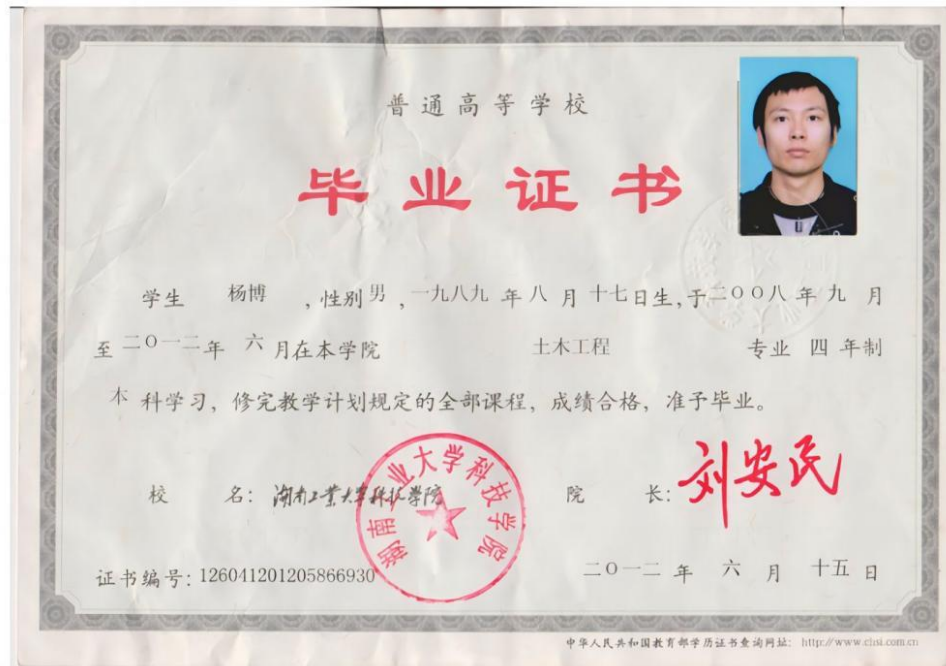 普通高等学校
毕业证书
学生 杨博 ，性别 男 ，一九八九 年 八 月 十七 日生，于 二〇〇八 年 九 月
至 二〇一二 年 六 月在本学院 土木工程 专业 四 年制
本 科学习，修完教学计划规定的全部课程，成绩合格，准予毕业。
校 名：湖南工业大学科技学院
湖南工业大学科技学院
院 长：刘安民
证书编号：126041201205866930
二〇一二 年 六 月 十五 日
中华人民共和国教育部学历证书查询网址： http://www.chsi.com.cn